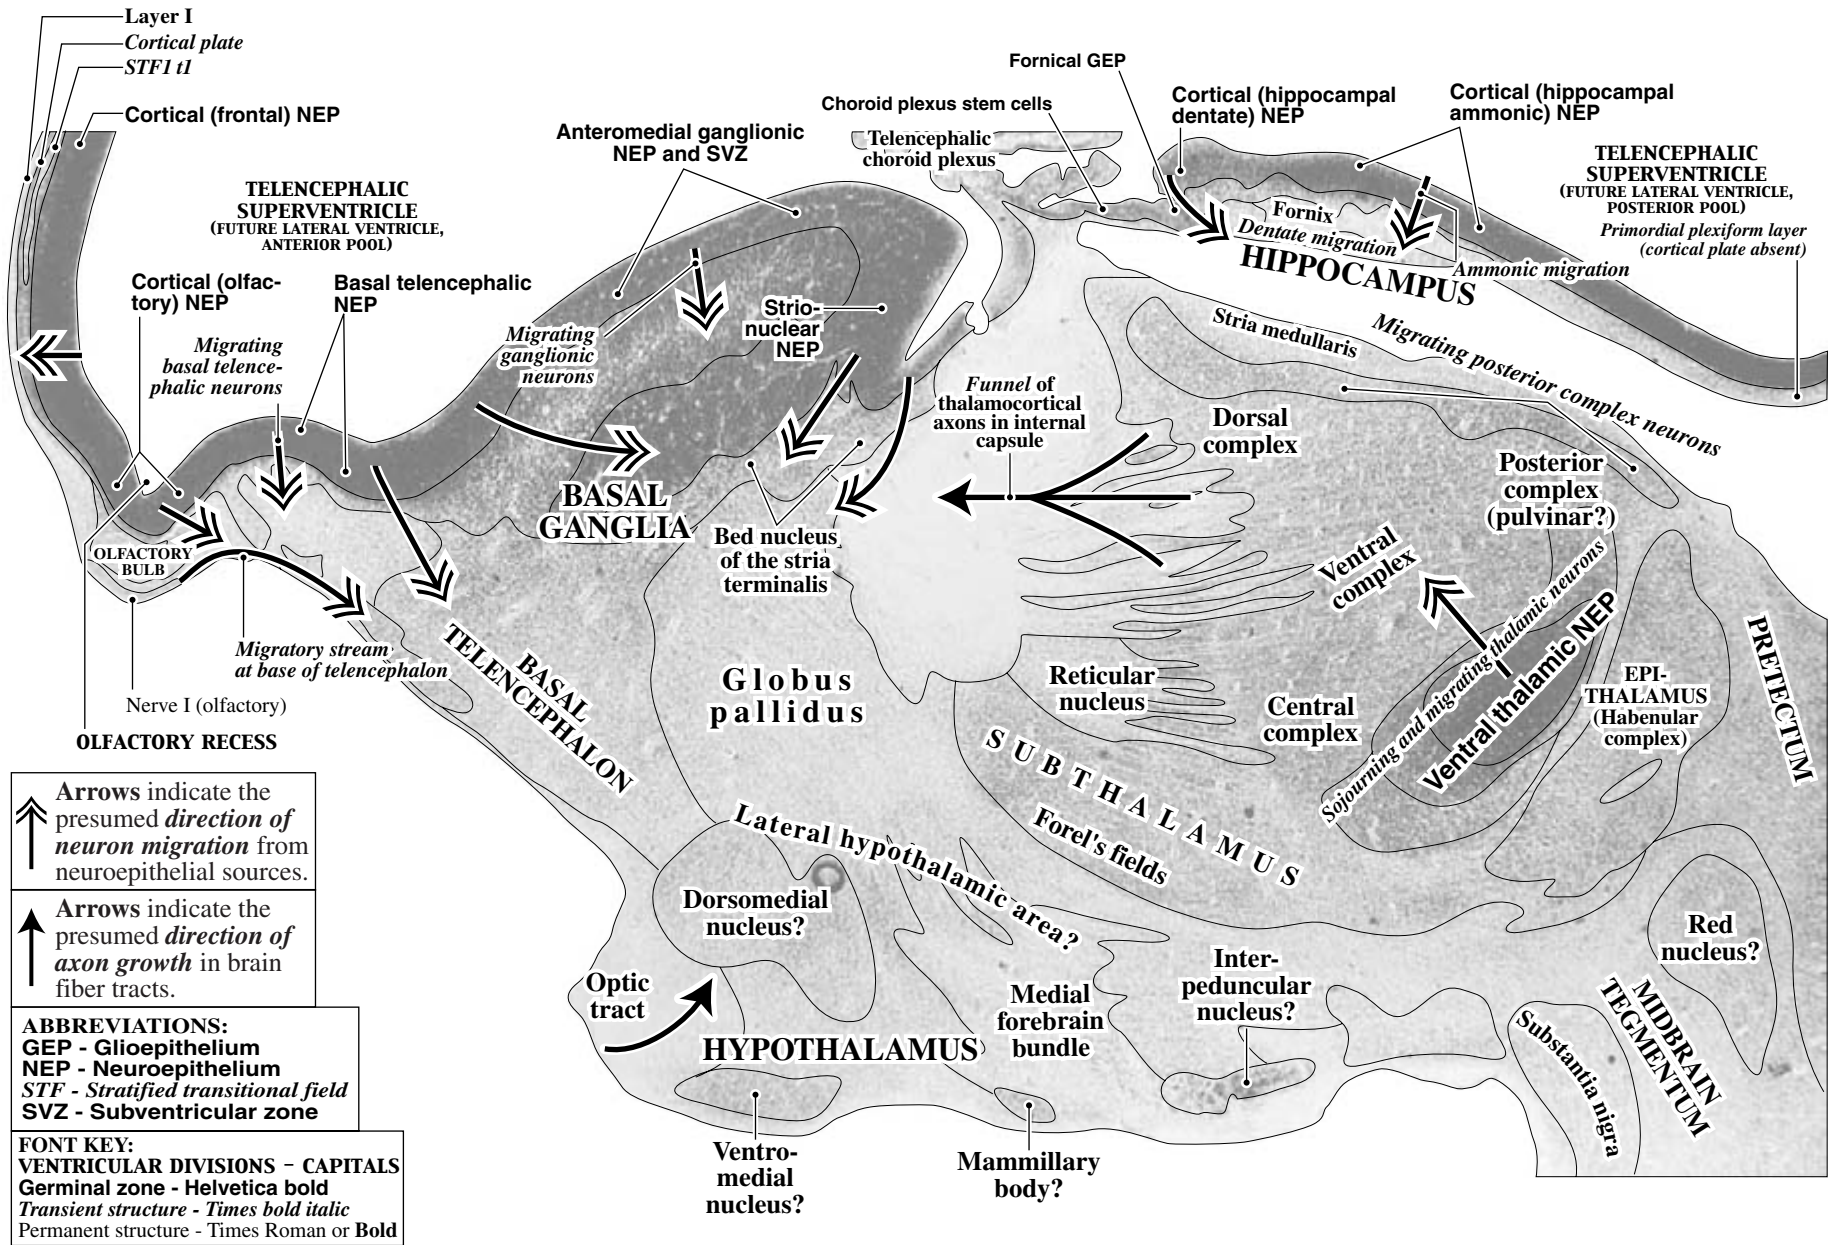 Layer I
Cortical plate
STF1 t1
Cortical (frontal) NEP
TELENCEPHALIC
SUPERVENTRICLE
(FUTURE LATERAL VENTRICLE,
ANTERIOR POOL)
Cortical (olfac-
tory) NEP
Basal telencephalic
NEP
Migrating
basal telence-
phalic neurons
Anteromedial ganglionic
NEP and SVZ
Migrating
ganglionic
neurons
Strio-
nuclear
NEP
Fornical GEP
Choroid plexus stem cells
Telencephalic
choroid plexus
Cortical (hippocampal
dentate) NEP
Cortical (hippocampal
ammonic) NEP
TELENCEPHALIC
SUPERVENTRICLE
(FUTURE LATERAL VENTRICLE,
POSTERIOR POOL)
Primordial plexiform layer
(cortical plate absent)
Fornix
Dentate migration
HIPPOCAMPUS
Ammonic migration
Stria medullaris
Migrating posterior complex neurons
Funnel of
thalamocortical
axons in internal
capsule
Dorsal
complex
Posterior
complex
(pulvinar?)
Ventral
complex
BASAL
GANGLIA
Bed nucleus
of the stria
terminalis
OLFACTORY
BULB
Migratory stream
at base of telencephalon
Nerve I (olfactory)
OLFACTORY RECESS
BASAL
TELENCEPHALON
Globus
pallidus
Reticular
nucleus
Central
complex
Sojourning and migrating thalamic neurons
Ventral thalamic NEP
EPI-
THALAMUS
(Habenular
complex)
PRETECTUM
SUBTHALAMUS
Forel's fields
Lateral hypothalamic area?
Dorsomedial
nucleus?
Optic
tract
HYPOTHALAMUS
Medial
forebrain
bundle
Inter-
peduncular
nucleus?
Red
nucleus?
MIDBRAIN
TEGMENTUM
Substantia nigra
Ventro-
medial
nucleus?
Mammillary
body?
Arrows indicate the
presumed direction of
neuron migration from
neuroepithelial sources.
Arrows indicate the
presumed direction of
axon growth in brain
fiber tracts.
ABBREVIATIONS:
GEP - Glioepithelium
NEP - Neuroepithelium
STF - Stratified transitional field
SVZ - Subventricular zone
FONT KEY:
VENTRICULAR DIVISIONS – CAPITALS
Germinal zone - Helvetica bold
Transient structure - Times bold italic
Permanent structure - Times Roman or Bold